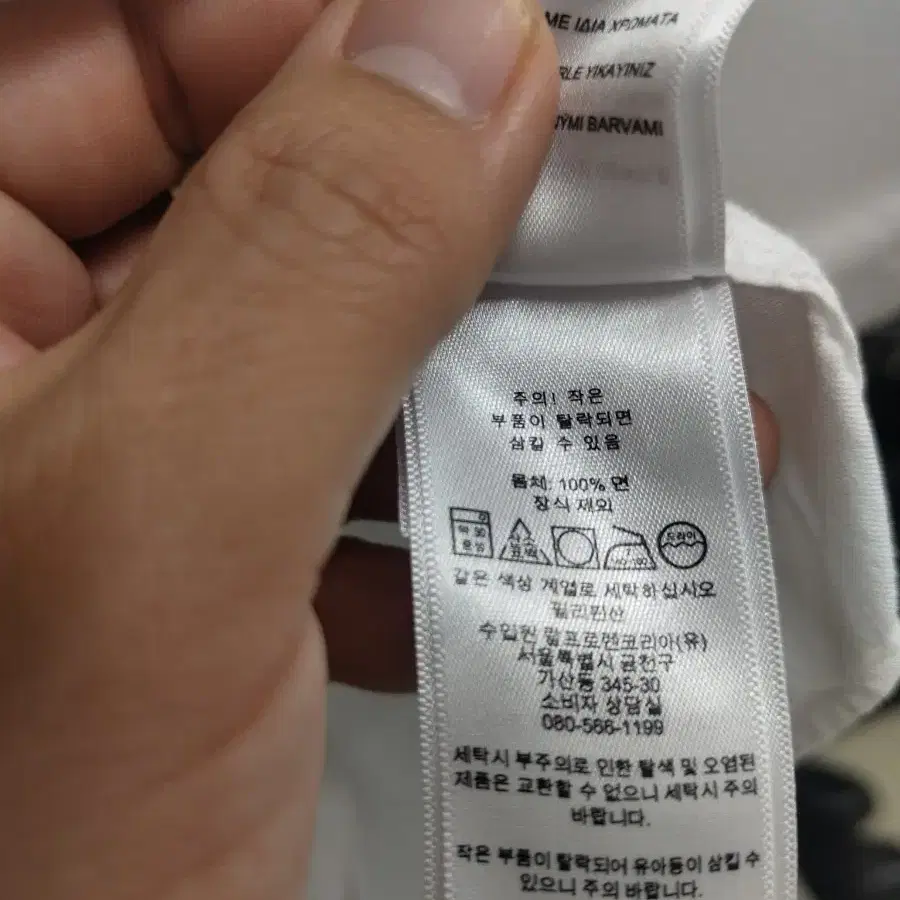 ME ΙΔΙΑ ΧΡΩΜΑΤΑ
RLE YIKAYINIZ
NÝMI BARVAMI
주의! 작은
부품이 탈락되면
삼킬 수 있음
몸체: 100% 면
장식 제외
드라이
같은 색상 계열로 세탁하십시오
필리핀산
수입원 랄프로렌코리아(유)
서울특별시 금천구
가산동 345-30
소비자 상담실
080-566-1199
세탁시 부주의로 인한 탈색 및 오염된
제품은 교환할 수 없으니 세탁시 주의
바랍니다.
작은 부품이 탈락되어 유아등이 삼킬 수
있으니 주의 바랍니다.